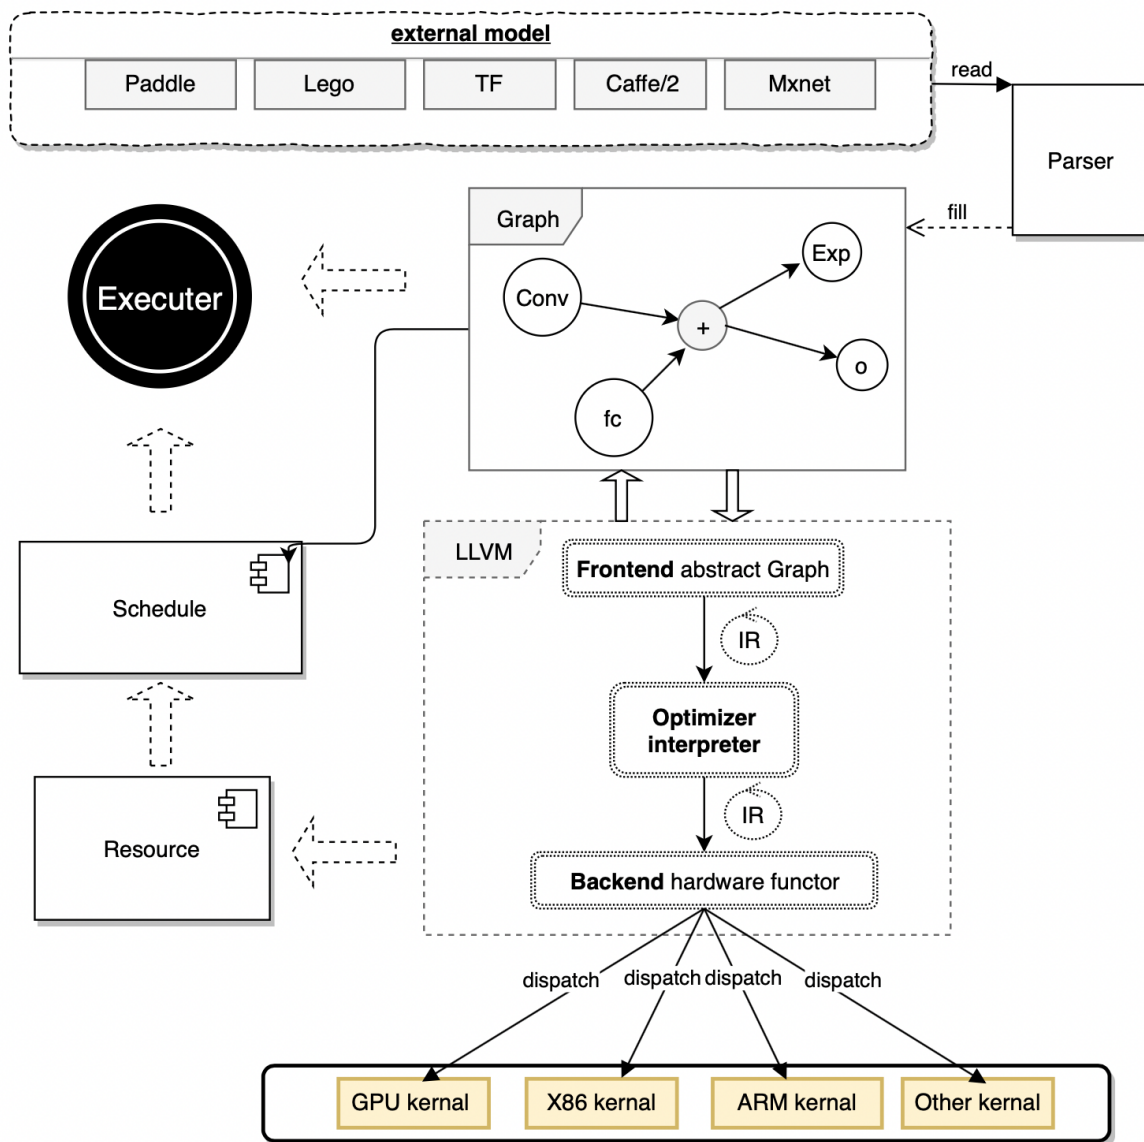 external model
Paddle
Lego
TF
Caffe/2
Mxnet
read
Parser
fill
Graph
Exp
Conv
+
o
fc
Executer
LLVM
Frontend abstract Graph
IR
Schedule
Optimizer
interpreter
IR
Resource
Backend hardware functor
dispatch
dispatch
dispatch
dispatch
GPU kernal
X86 kernal
ARM kernal
Other kernal